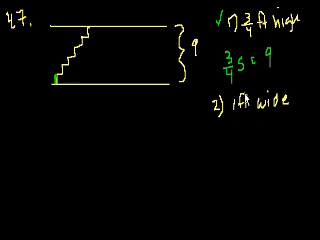 47.
9
1) 3/4 ft high
3/4 s = 9
2) 1ft wide